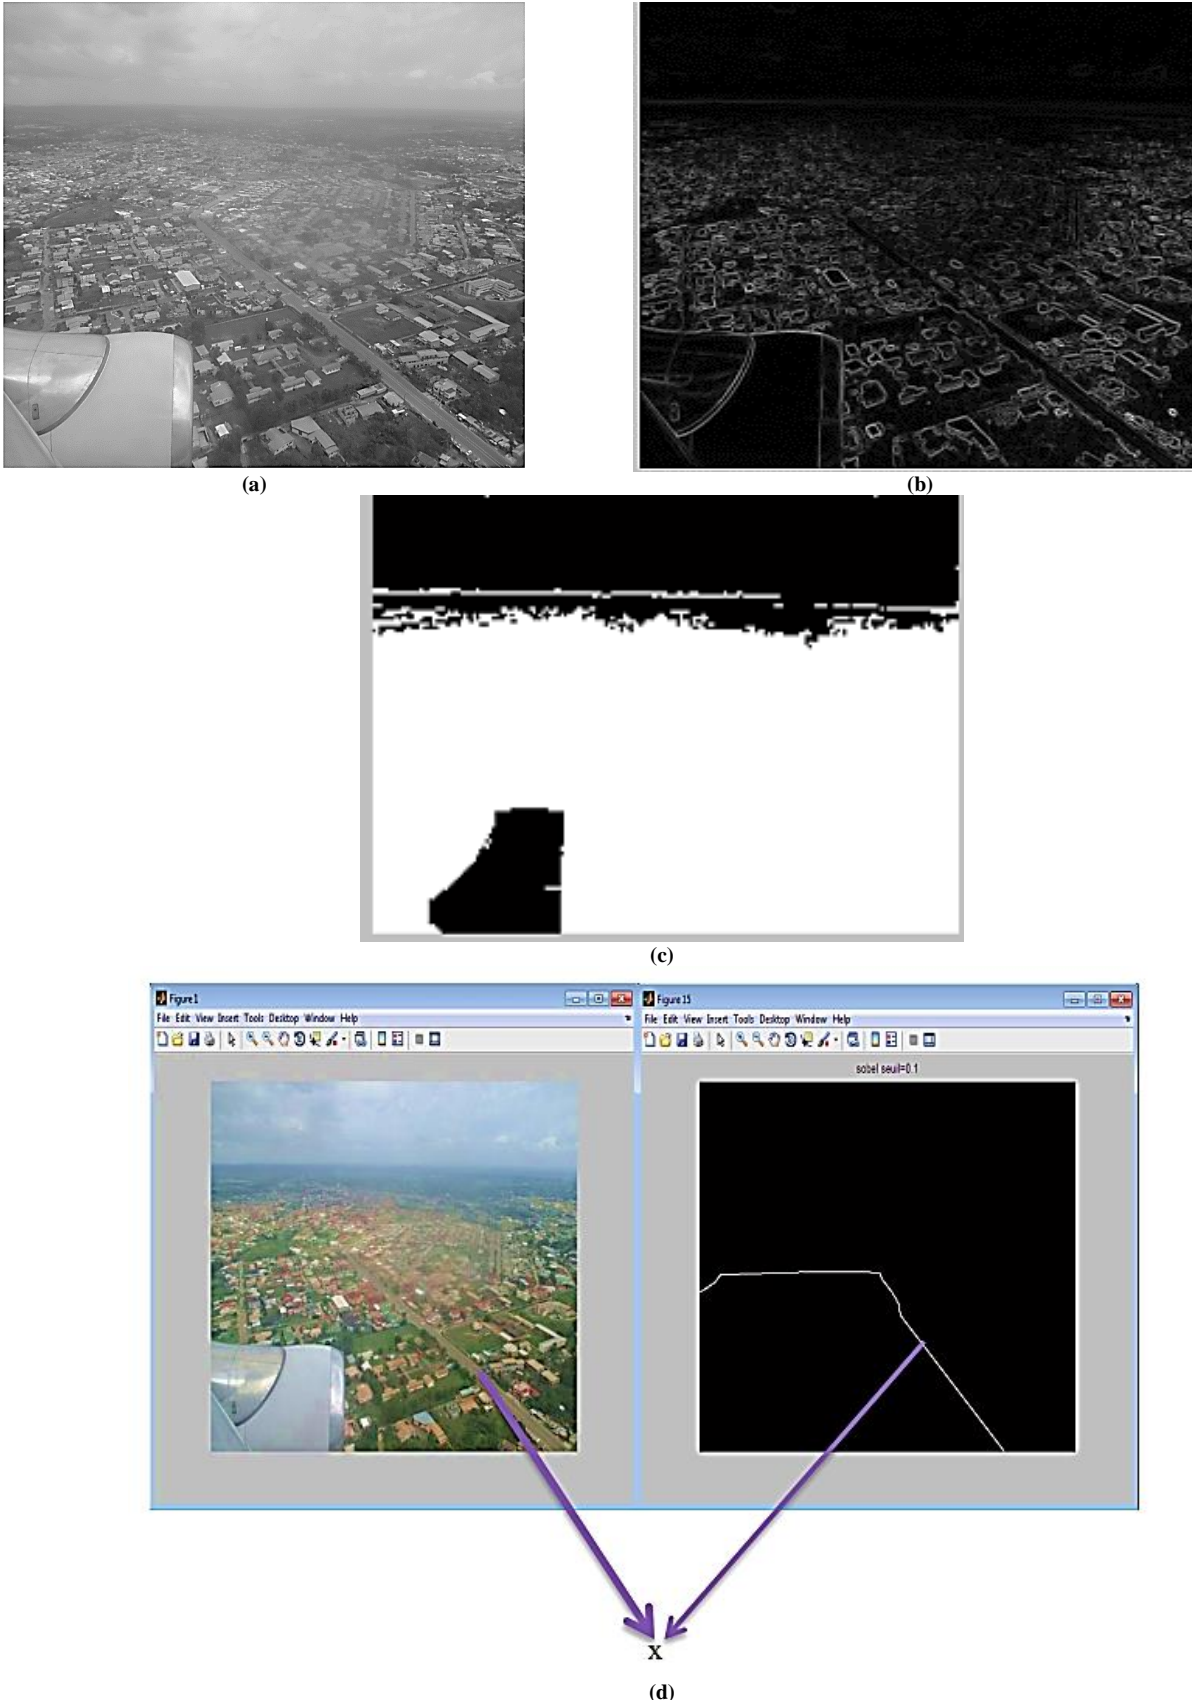 (a)
(b)
(c)
Figure 1
File Edit View Insert Tools Desktop Window Help
Figure 15
File Edit View Insert Tools Desktop Window Help
sobel seuil=0.1
X
(d)